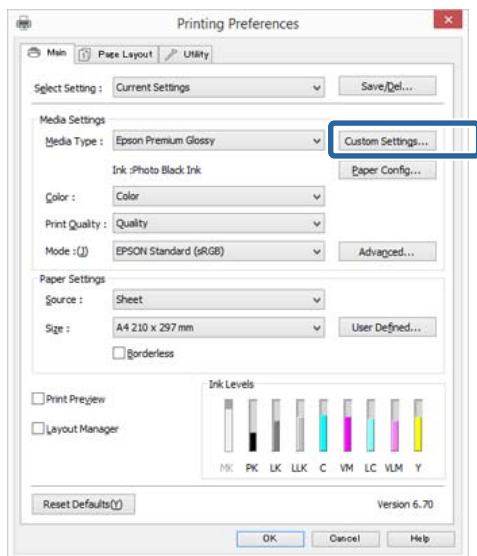 Printing Preferences
Main Page Layout Utility
Select Setting : Current Settings Save/Del...
Media Settings
Media Type : Epson Premium Glossy Custom Settings...
Ink :Photo Black Ink Paper Config...
Color : Color
Print Quality : Quality
Mode :(J) EPSON Standard (sRGB) Advanced...
Paper Settings
Source : Sheet
Size : A4 210 x 297 mm User Defined...
Borderless
Print Preview
Layout Manager
Ink Levels
MK PK LK LLK C VM LC VLM Y
Reset Defaults(Y) Version 6.70
OK Cancel Help